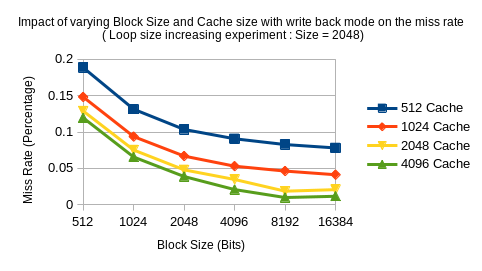 Impact of varying Block Size and Cache size with write back mode on the miss rate
( Loop size increasing experiment : Size = 2048)
Miss Rate (Percentage)
0.2
0.15
0.1
0.05
0
512 1024 2048 4096 8192 16384
Block Size (Bits)
512 Cache
1024 Cache
2048 Cache
4096 Cache